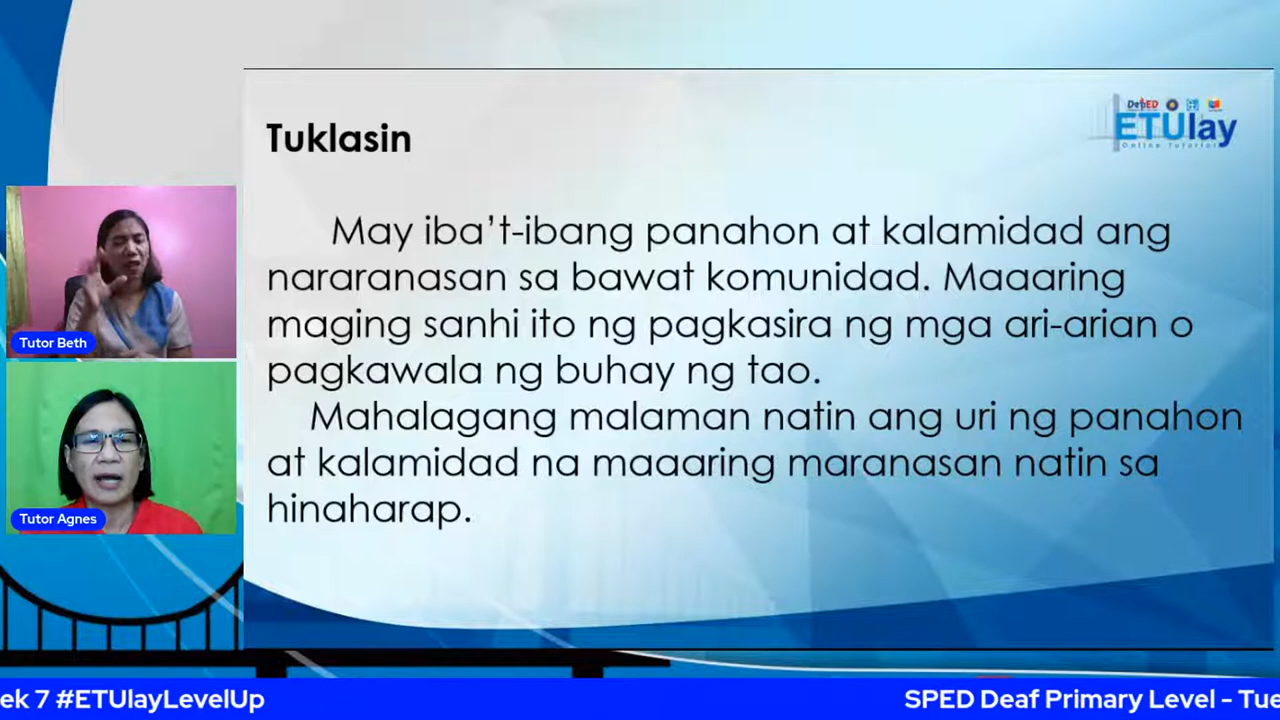 Tuklasin
DepED
ETUlay
Online Tutorial
May iba't-ibang panahon at kalamidad ang
nararanasan sa bawat komunidad. Maaaring
maging sanhi ito ng pagkasira ng mga ari-arian o
pagkawala ng buhay ng tao.
Mahalagang malaman natin ang uri ng panahon
at kalamidad na maaaring maranasan natin sa
hinaharap.
Tutor Beth
Tutor Agnes
ek 7 #ETUlayLevelUp
SPED Deaf Primary Level - Tue